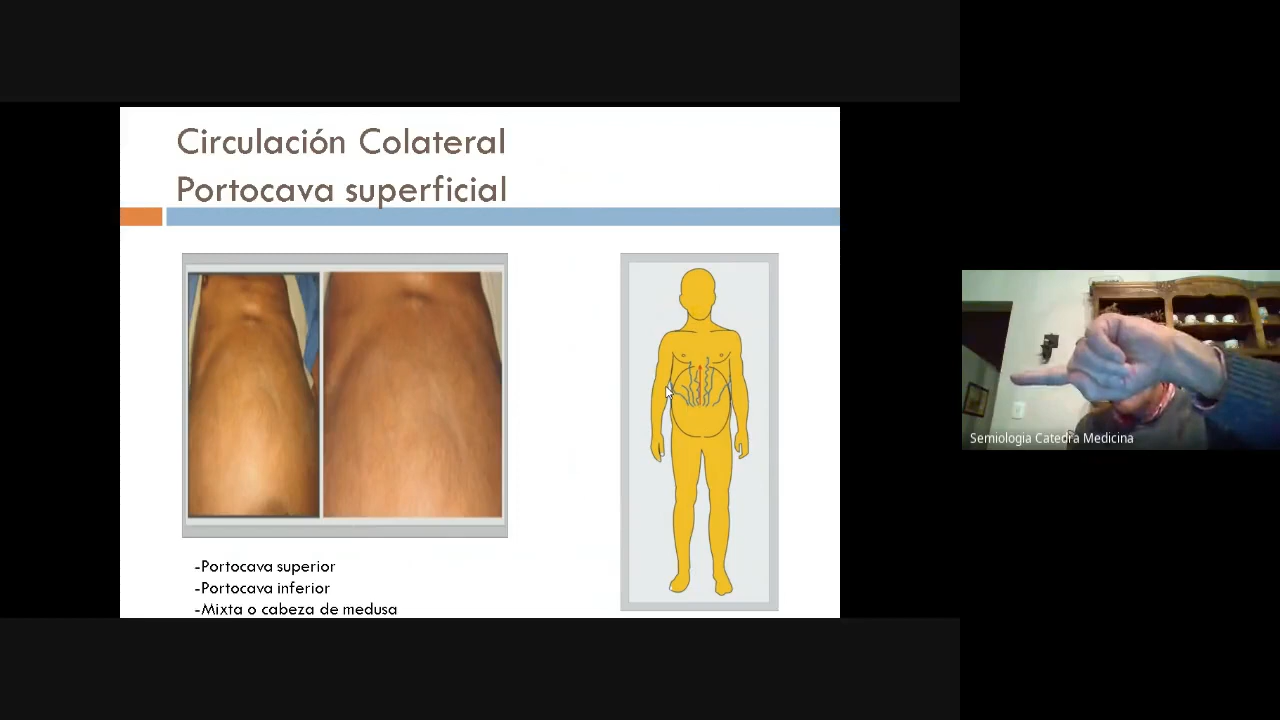 Circulación Colateral
Portocava superficial
-Portocava superior
-Portocava inferior
-Mixta o cabeza de medusa
Semiologia Catedra Medicina